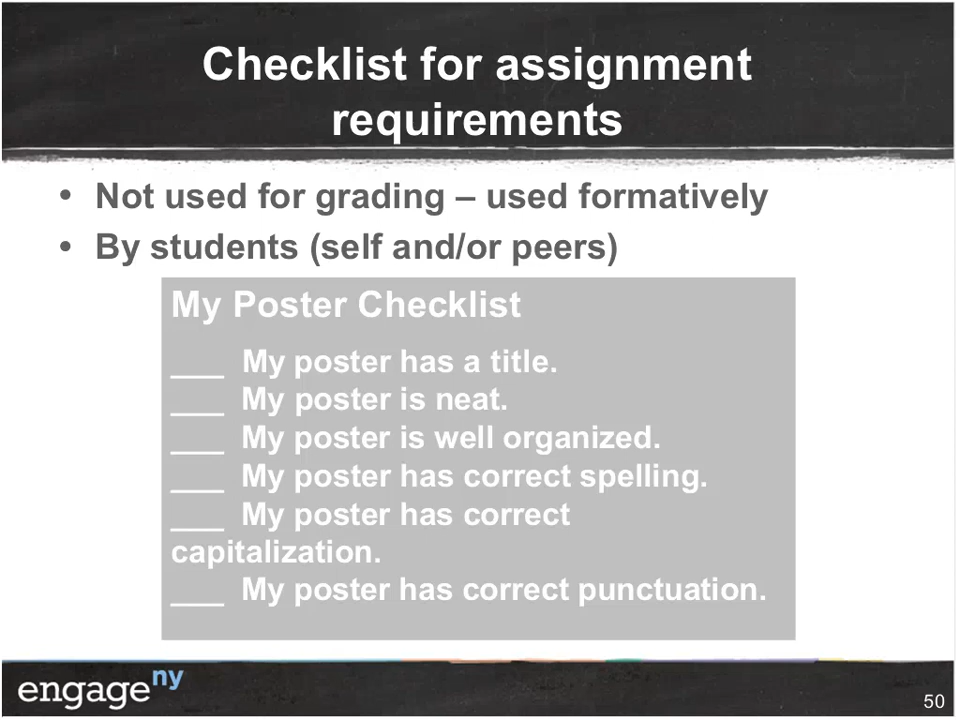 Checklist for assignment
requirements
• Not used for grading – used formatively
• By students (self and/or peers)
My Poster Checklist
___ My poster has a title.
___ My poster is neat.
___ My poster is well organized.
___ My poster has correct spelling.
___ My poster has correct
capitalization.
___ My poster has correct punctuation.
engageny
50